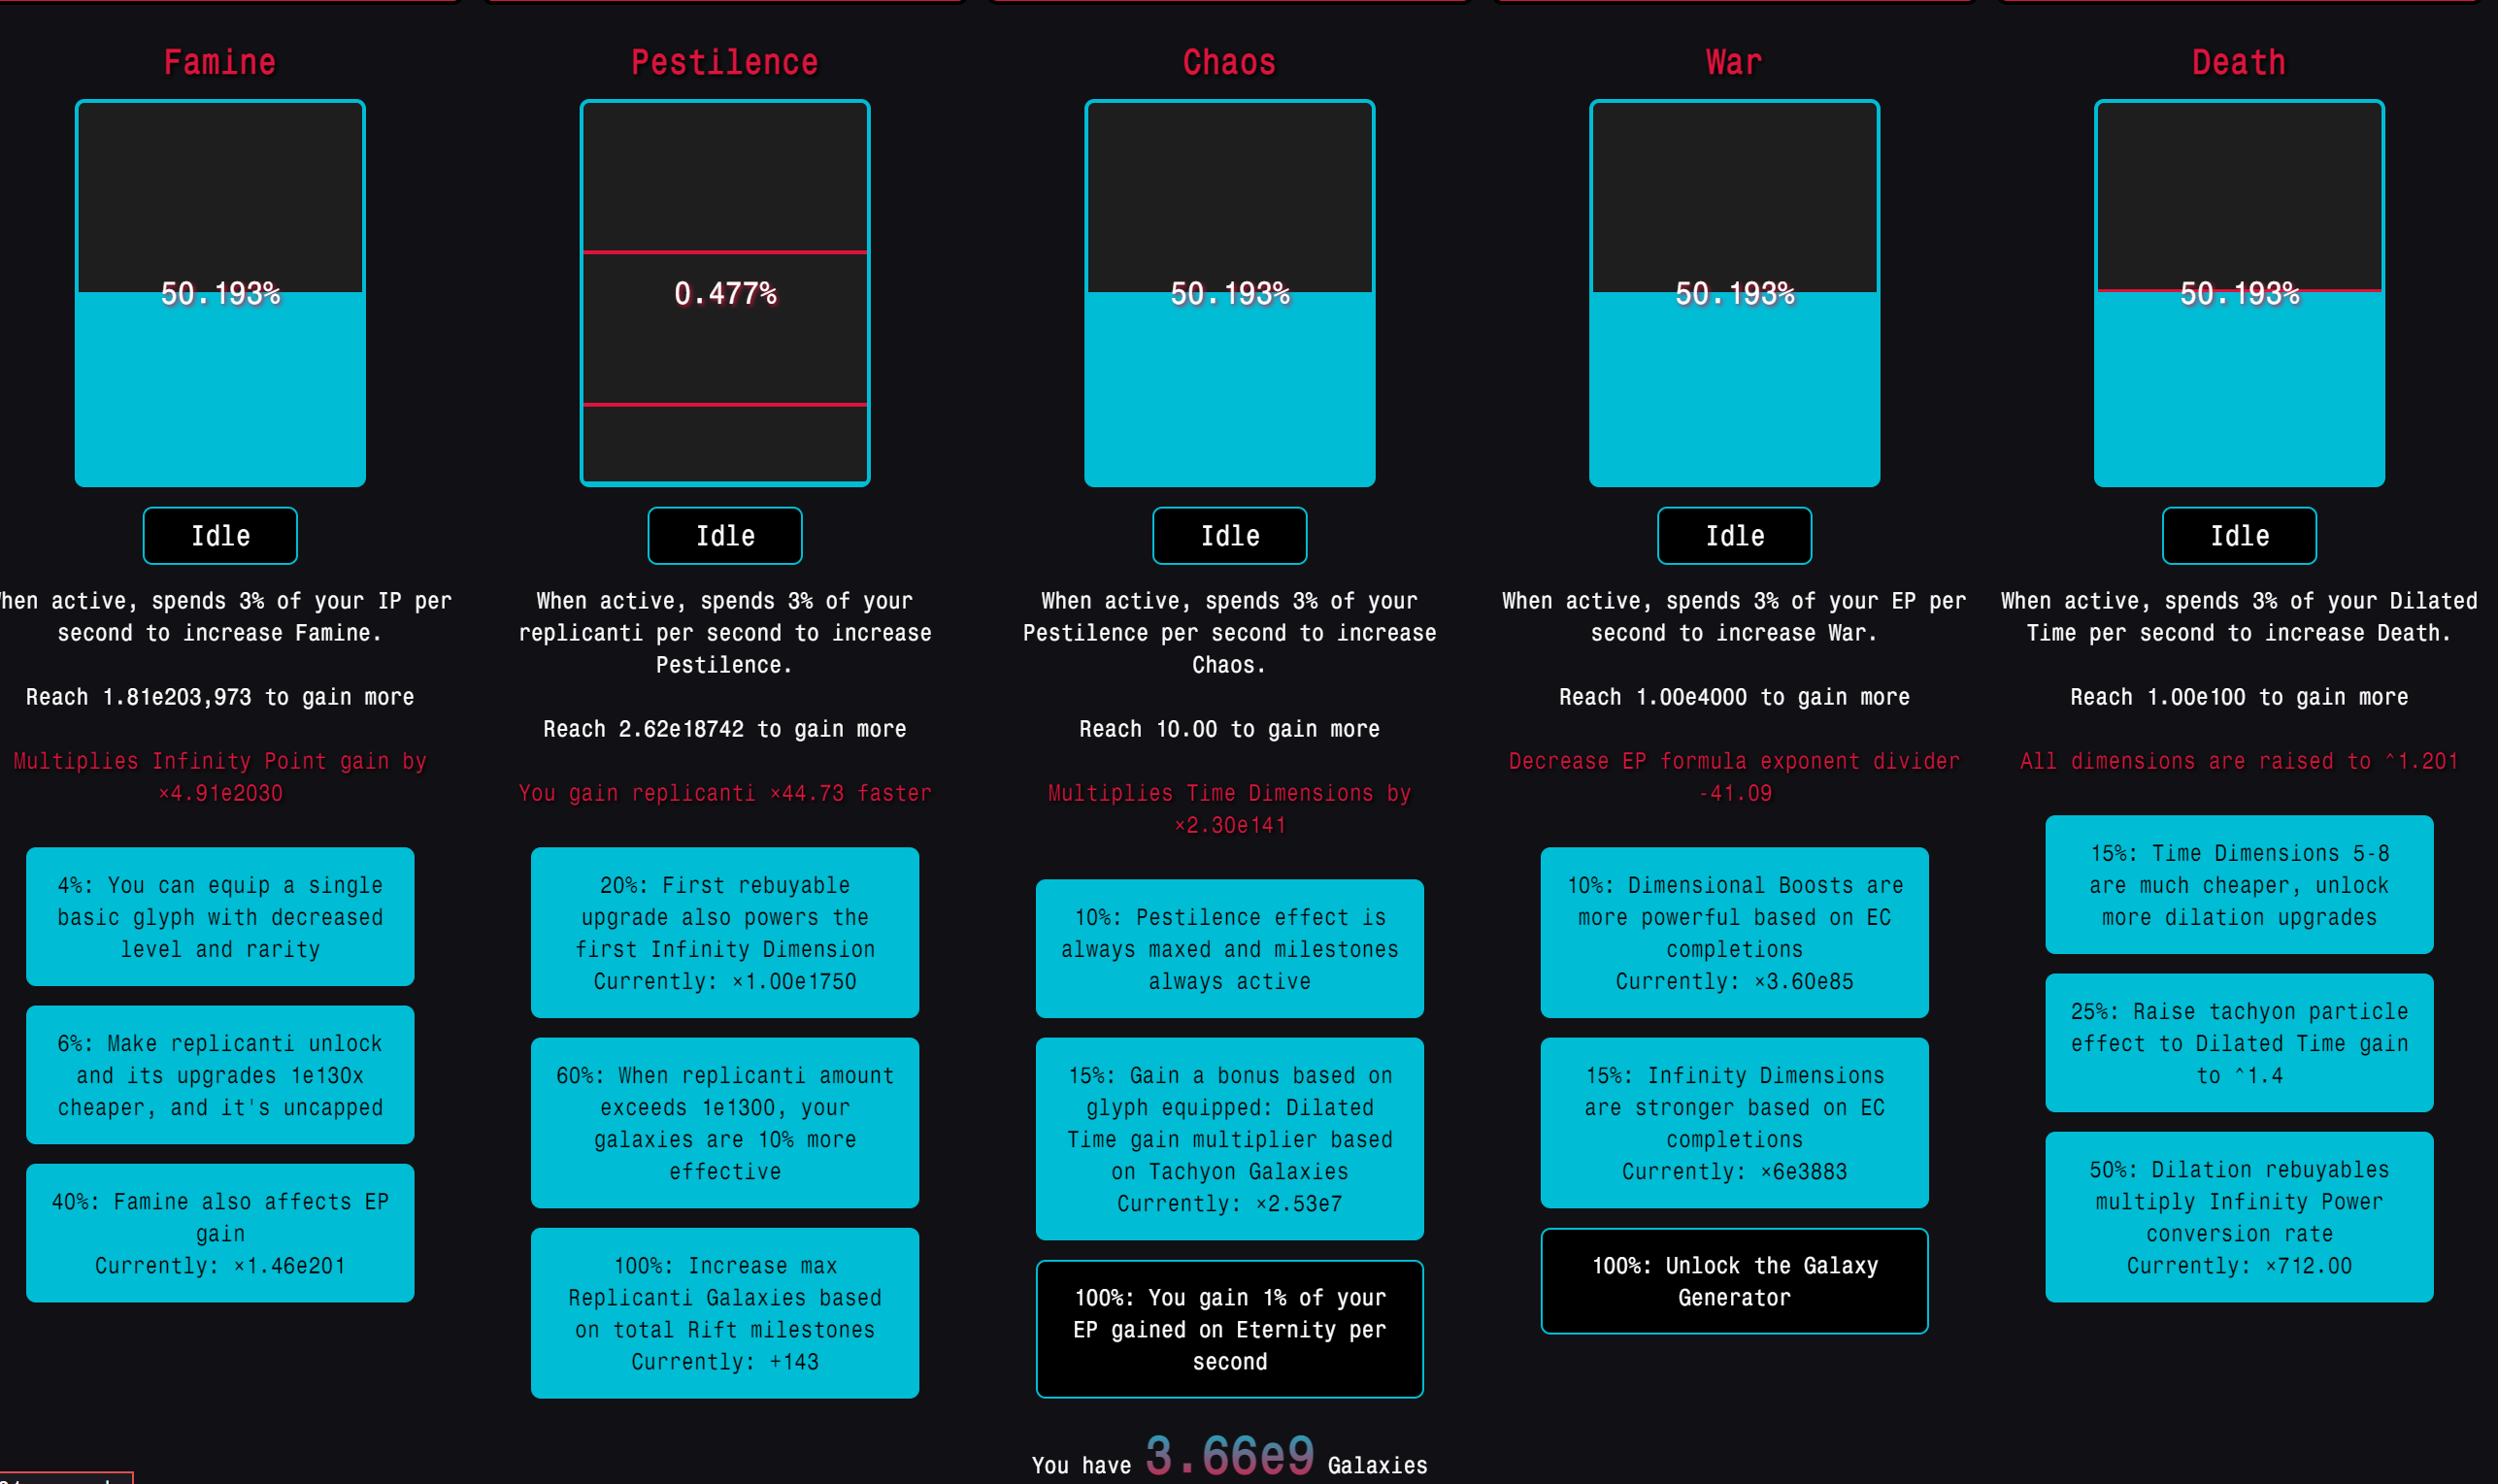 Famine
50.193%
Idle
When active, spends 3% of your IP per
second to increase Famine.
Reach 1.81e203,973 to gain more
Multiplies Infinity Point gain by
×4.91e2030
4%: You can equip a single
basic glyph with decreased
level and rarity
6%: Make replicanti unlock
and its upgrades 1e130x
cheaper, and it's uncapped
40%: Famine also affects EP
gain
Currently: ×1.46e201
Pestilence
0.477%
Idle
When active, spends 3% of your
replicanti per second to increase
Pestilence.
Reach 2.62e18742 to gain more
You gain replicanti ×44.73 faster
20%: First rebuyable
upgrade also powers the
first Infinity Dimension
Currently: ×1.00e1750
60%: When replicanti amount
exceeds 1e1300, your
galaxies are 10% more
effective
100%: Increase max
Replicanti Galaxies based
on total Rift milestones
Currently: +143
Chaos
50.193%
Idle
When active, spends 3% of your
Pestilence per second to increase
Chaos.
Reach 10.00 to gain more
Multiplies Time Dimensions by
×2.30e141
10%: Pestilence effect is
always maxed and milestones
always active
15%: Gain a bonus based on
glyph equipped: Dilated
Time gain multiplier based
on Tachyon Galaxies
Currently: ×2.53e7
100%: You gain 1% of your
EP gained on Eternity per
second
War
50.193%
Idle
When active, spends 3% of your EP per
second to increase War.
Reach 1.00e4000 to gain more
Decrease EP formula exponent divider
-41.09
10%: Dimensional Boosts are
more powerful based on EC
completions
Currently: ×3.60e85
15%: Infinity Dimensions
are stronger based on EC
completions
Currently: ×6e3883
100%: Unlock the Galaxy
Generator
Death
50.193%
Idle
When active, spends 3% of your Dilated
Time per second to increase Death.
Reach 1.00e100 to gain more
All dimensions are raised to ^1.201
15%: Time Dimensions 5-8
are much cheaper, unlock
more dilation upgrades
25%: Raise tachyon particle
effect to Dilated Time gain
to ^1.4
50%: Dilation rebuyables
multiply Infinity Power
conversion rate
Currently: ×712.00
You have 3.66e9 Galaxies